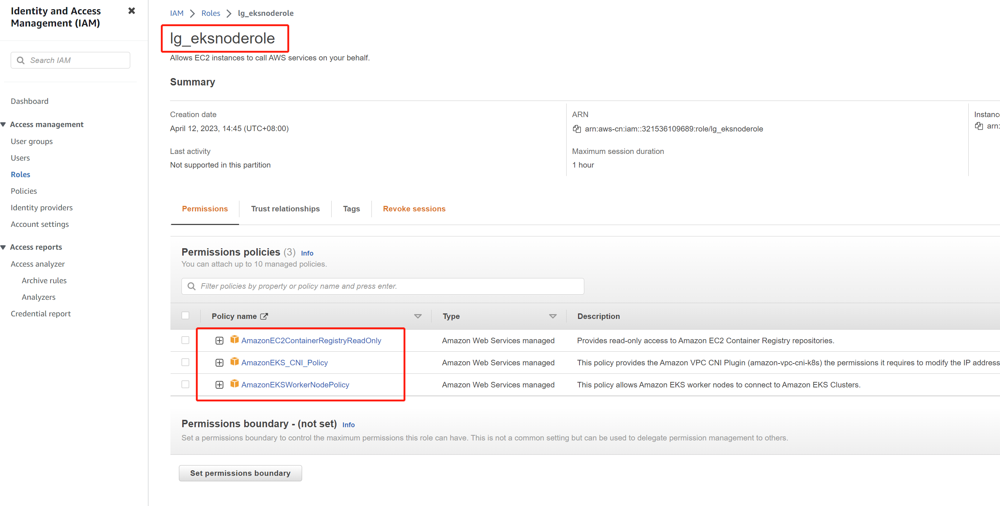 Identity and Access
Management (IAM)
Search IAM
Dashboard
Access management
User groups
Users
Roles
Policies
Identity providers
Account settings
Access reports
Access analyzer
Archive rules
Analyzers
Credential report
IAM > Roles > lg_eksnoderole
lg_eksnoderole
Allows EC2 instances to call AWS services on your behalf.
Summary
Creation date
April 12, 2023, 14:45 (UTC+08:00)
Last activity
Not supported in this partition
ARN
arn:aws-cn:iam::321536109689:role/lg_eksnoderole
Maximum session duration
1 hour
arn:
Permissions
Trust relationships
Tags
Revoke sessions
Permissions policies (3) Info
You can attach up to 10 managed policies.
Filter policies by property or policy name and press enter.
Policy name Type Description
AmazonEC2ContainerRegistryReadOnly Amazon Web Services managed Provides read-only access to Amazon EC2 Container Registry repositories.
AmazonEKS_CNI_Policy Amazon Web Services managed This policy provides the Amazon VPC CNI Plugin (amazon-vpc-cni-k8s) the permissions it requires to modify the IP address
AmazonEKSWorkerNodePolicy Amazon Web Services managed This policy allows Amazon EKS worker nodes to connect to Amazon EKS Clusters.
Permissions boundary - (not set) Info
Set a permissions boundary to control the maximum permissions this role can have. This is not a common setting but can be used to delegate permission management to others.
Set permissions boundary